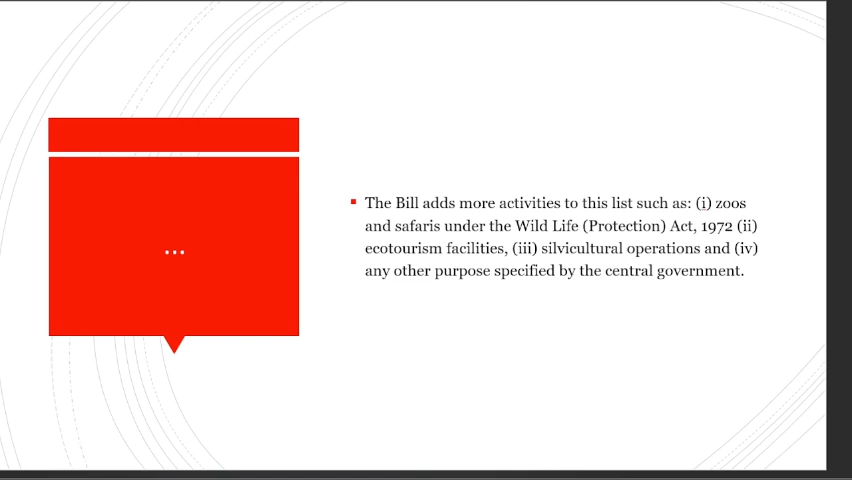 ...
The Bill adds more activities to this list such as: (i) zoos
and safaris under the Wild Life (Protection) Act, 1972 (ii)
ecotourism facilities, (iii) silvicultural operations and (iv)
any other purpose specified by the central government.